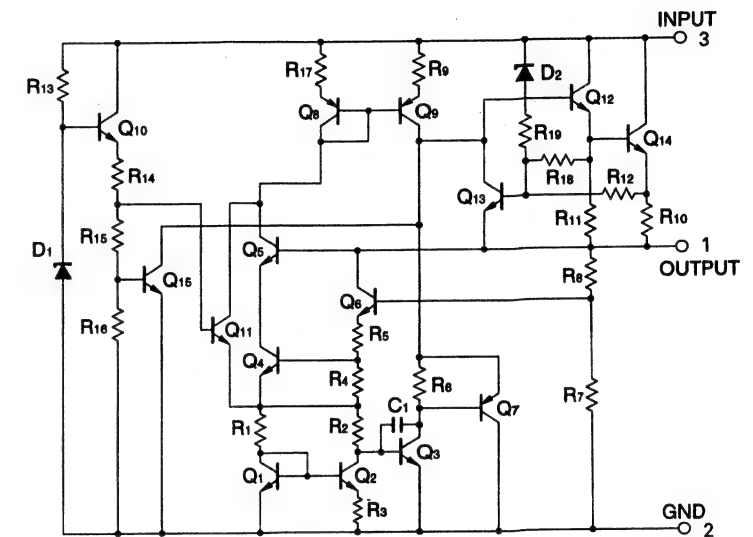 INPUT
3
R13
R17
R9
D2
Q10
Q8
Q9
Q12
R19
Q14
R14
R18
R12
Q13
R15
R11
R10
D1
Q5
1
OUTPUT
Q15
R8
R16
Q6
Q11
R5
Q4
R4
R6
R7
C1
Q7
R1
R2
Q3
Q1
Q2
R3
GND
2